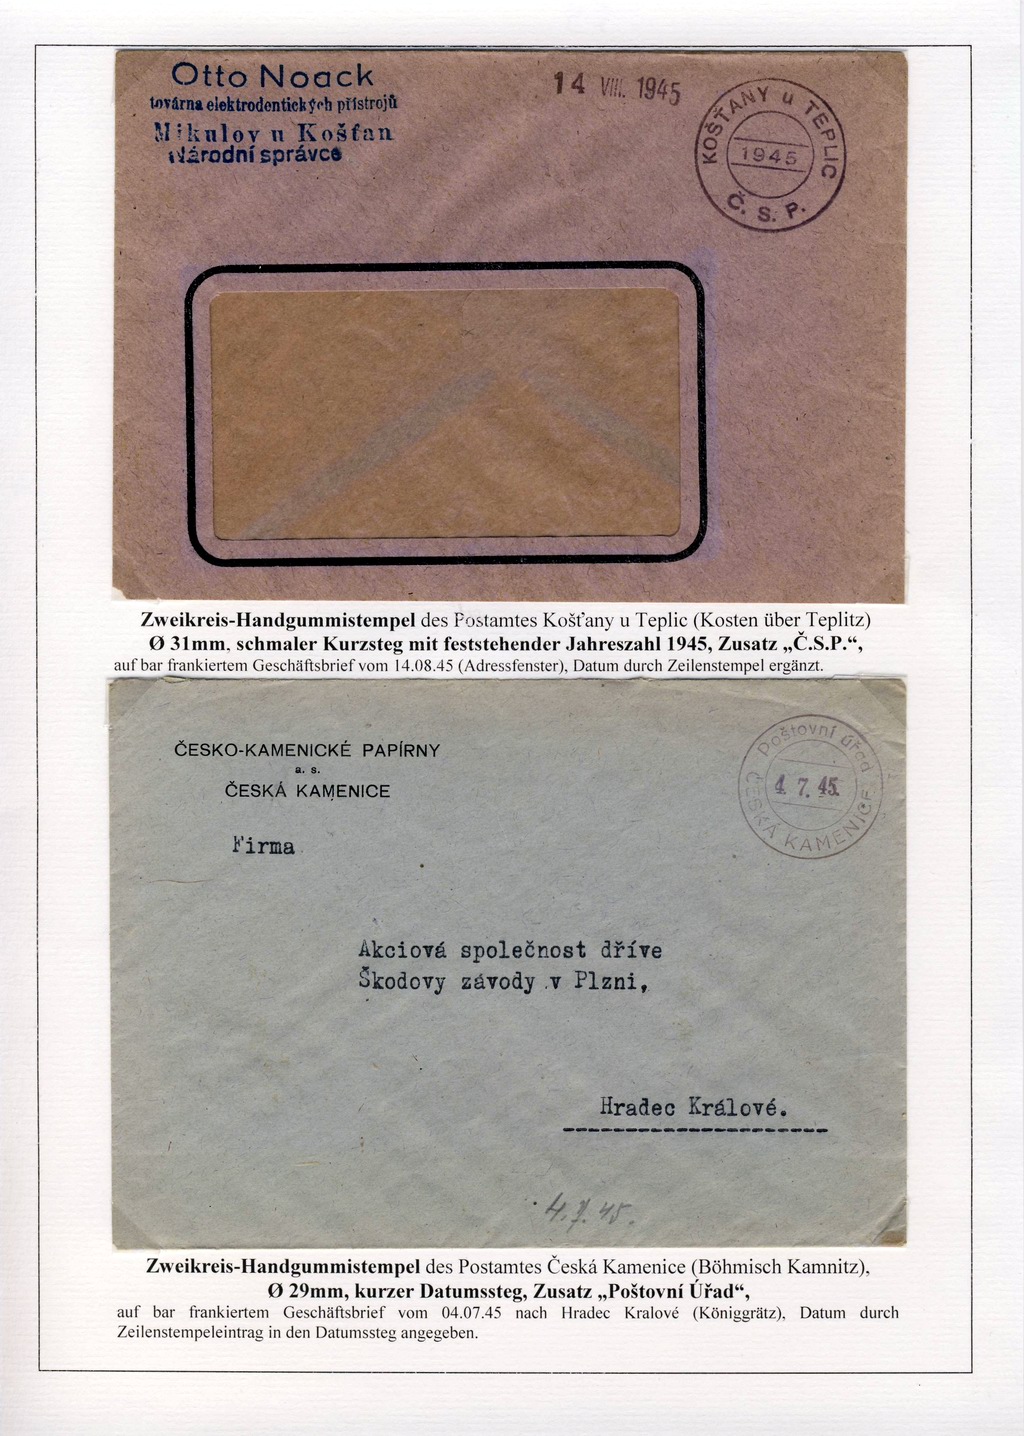 Otto Noack
továrna elektrodentických přístrojů
Mikulov u Košťan
Národní správce
14 VIII. 1945
KOŠŤANY u TEPLIC
1945
Č. S. P.
Zweikreis-Handgummistempel des Postamtes Košťany u Teplic (Kosten über Teplitz)
Ø 31mm, schmaler Kurzsteg mit feststehender Jahreszahl 1945, Zusatz „Č.S.P.“,
auf bar frankiertem Geschäftsbrief vom 14.08.45 (Adressfenster), Datum durch Zeilenstempel ergänzt.
ČESKO-KAMENICKÉ PAPÍRNY
a. s.
ČESKÁ KAMENICE
Poštovní úřad
4. 7. 45.
ČESKÁ KAMENICE
Firma
Akciová společnost dříve
Škodovy závody v Plzni,
Hradec Králové.
4.7.45.
Zweikreis-Handgummistempel des Postamtes Česká Kamenice (Böhmisch Kamnitz),
Ø 29mm, kurzer Datumssteg, Zusatz „Poštovní Úřad“,
auf bar frankiertem Geschäftsbrief vom 04.07.45 nach Hradec Kralové (Königgrätz), Datum durch
Zeilenstempeleintrag in den Datumssteg angegeben.